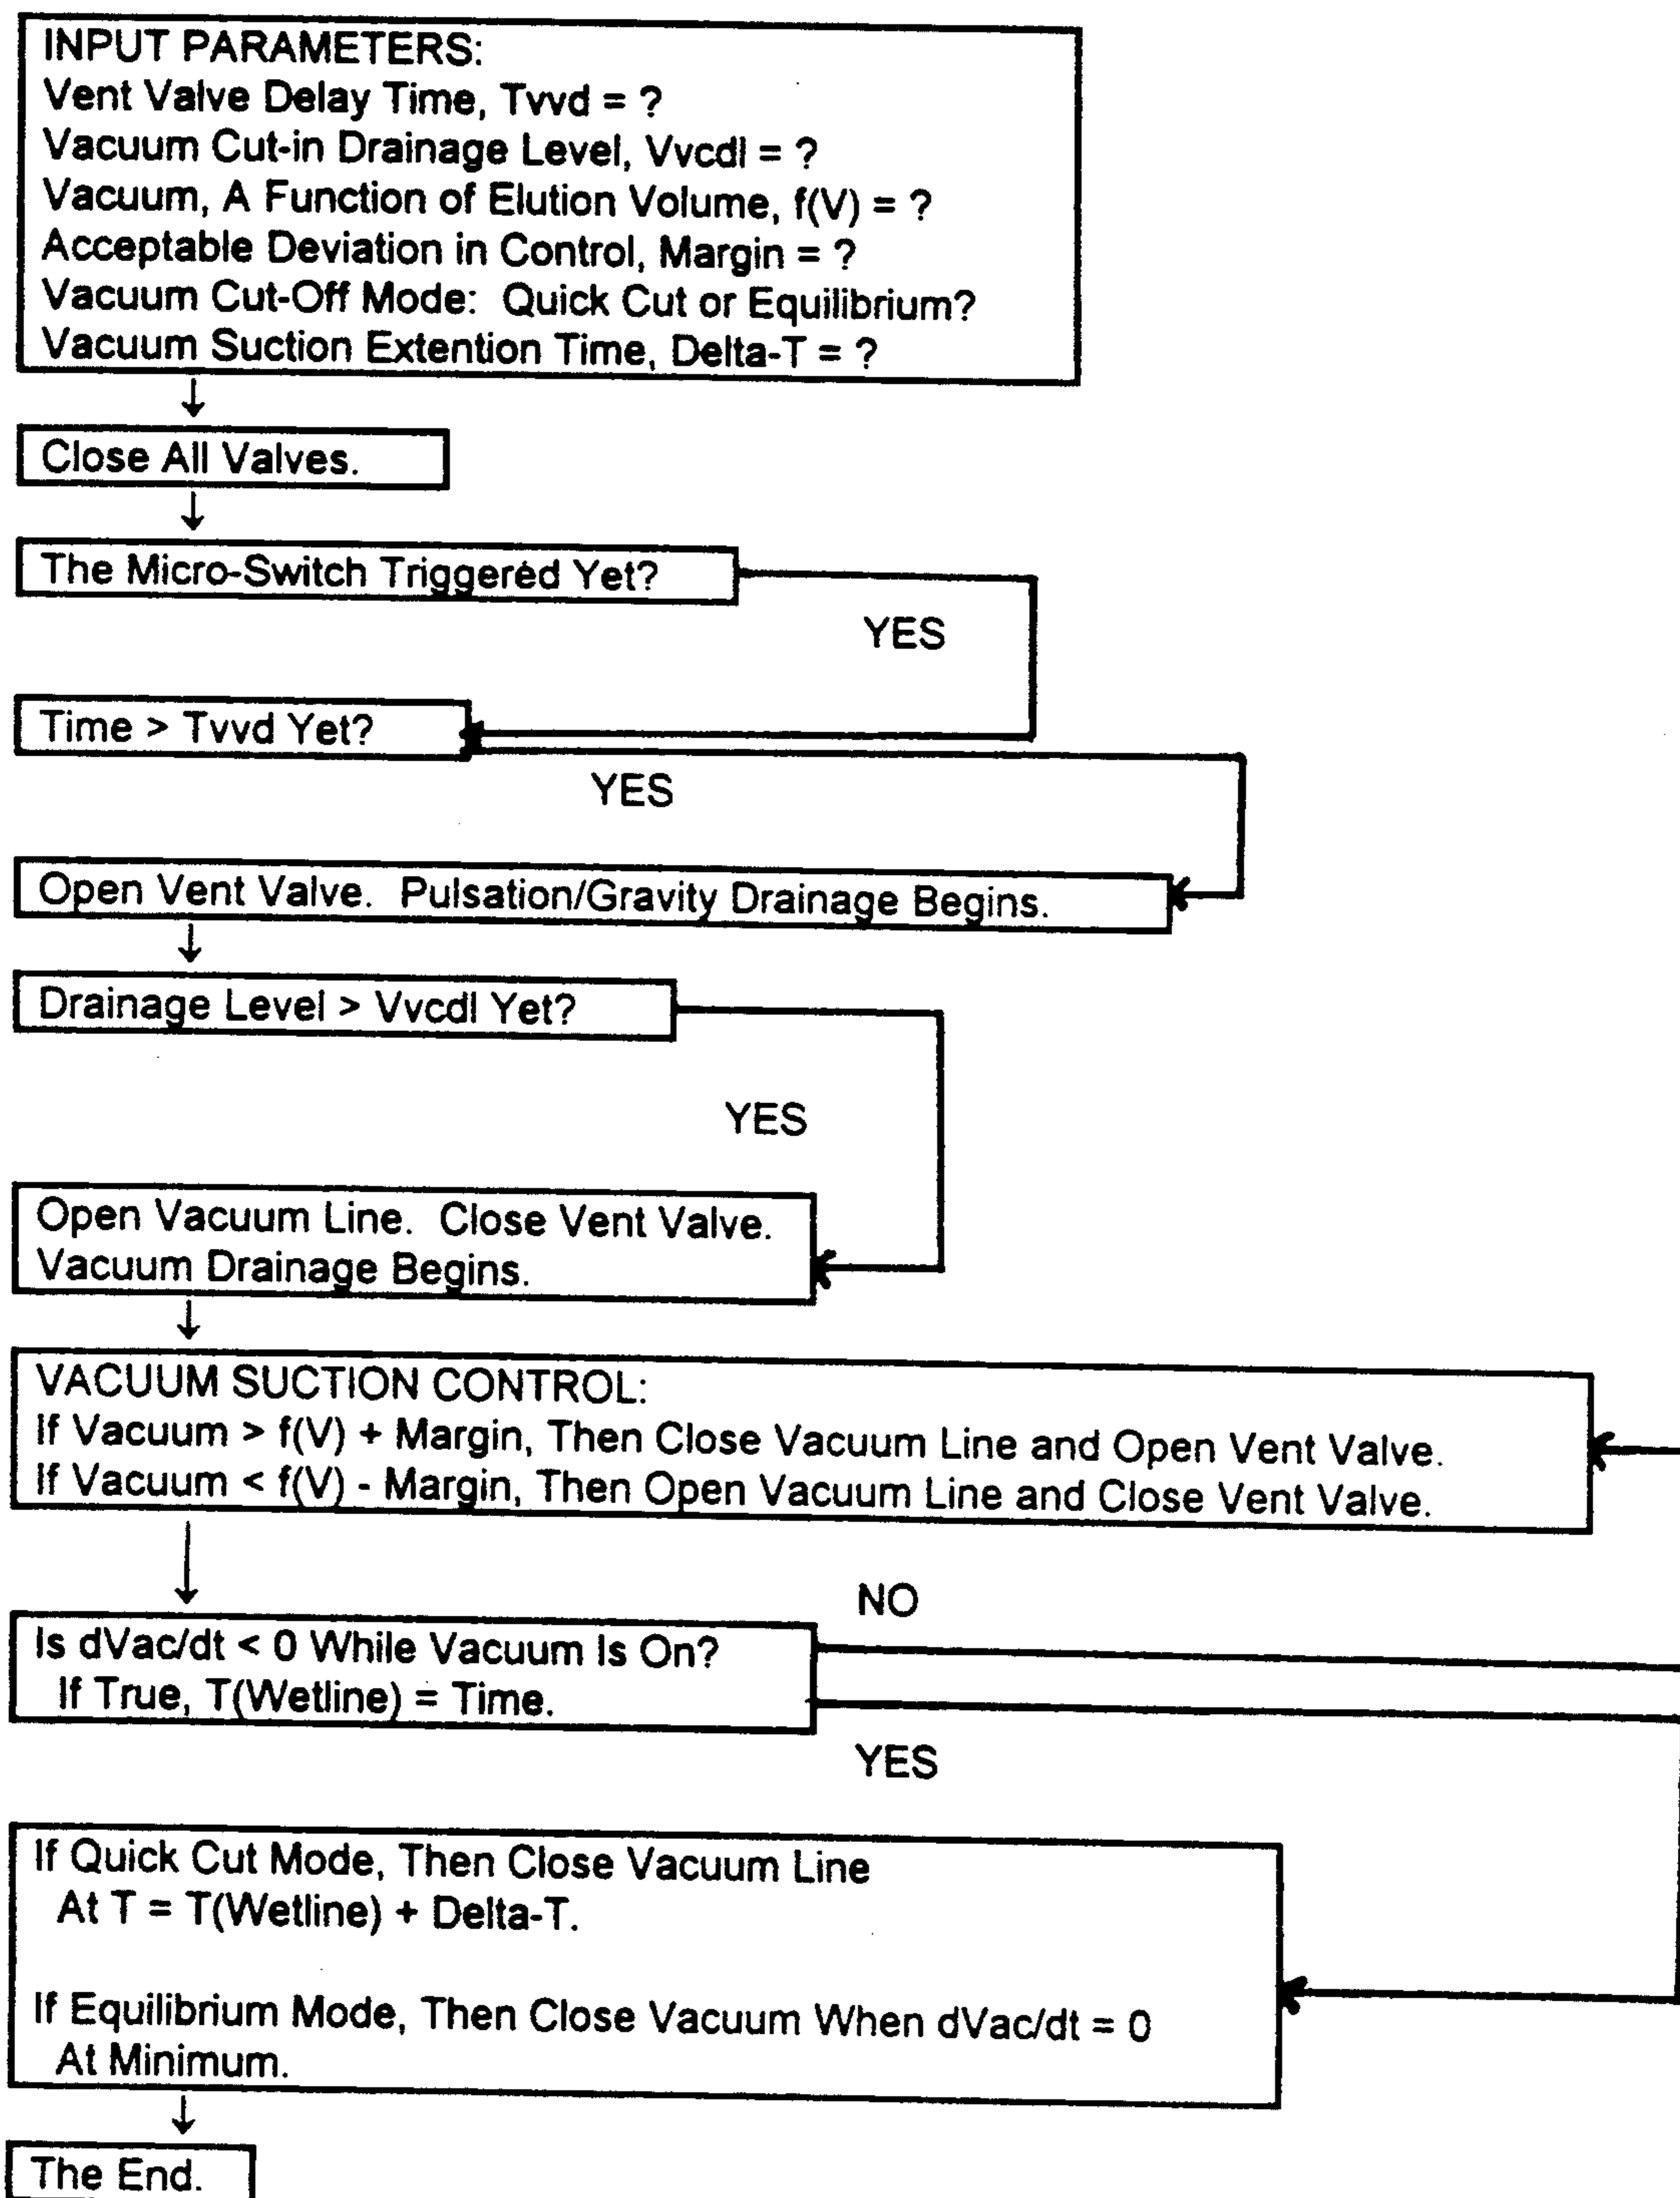 INPUT PARAMETERS:
Vent Valve Delay Time, Tvvd = ?
Vacuum Cut-in Drainage Level, Vvcdl = ?
Vacuum, A Function of Elution Volume, f(V) = ?
Acceptable Deviation in Control, Margin = ?
Vacuum Cut-Off Mode: Quick Cut or Equilibrium?
Vacuum Suction Extention Time, Delta-T = ?
Close All Valves.
The Micro-Switch Triggered Yet?
YES
Time > Tvvd Yet?
YES
Open Vent Valve. Pulsation/Gravity Drainage Begins.
Drainage Level > Vvcdl Yet?
YES
Open Vacuum Line. Close Vent Valve.
Vacuum Drainage Begins.
VACUUM SUCTION CONTROL:
If Vacuum > f(V) + Margin, Then Close Vacuum Line and Open Vent Valve.
If Vacuum < f(V) - Margin, Then Open Vacuum Line and Close Vent Valve.
NO
Is dVac/dt < 0 While Vacuum Is On?
If True, T(Wetline) = Time.
YES
If Quick Cut Mode, Then Close Vacuum Line
At T = T(Wetline) + Delta-T.
If Equilibrium Mode, Then Close Vacuum When dVac/dt = 0
At Minimum.
The End.